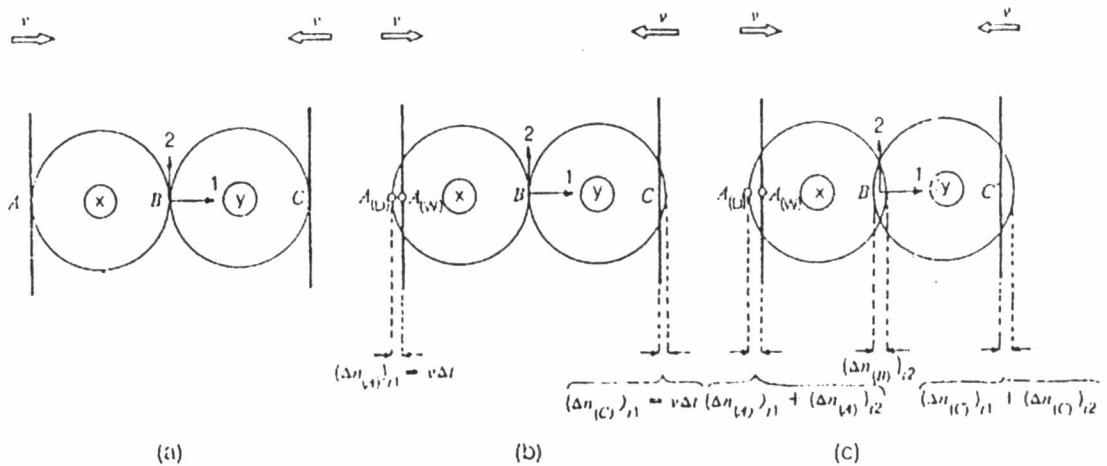 v v v v v v
2 2 2
1 1 1
A x B y C
A(D) A(W) x B y C
A(D) A(W) x B y C
(Δn(A))t1 = vΔt
(Δn(B))t2
(Δn(C))t1 = vΔt (Δn(A))t1 + (Δn(A))t2 (Δn(C))t1 + (Δn(C))t2
(a) (b) (c)